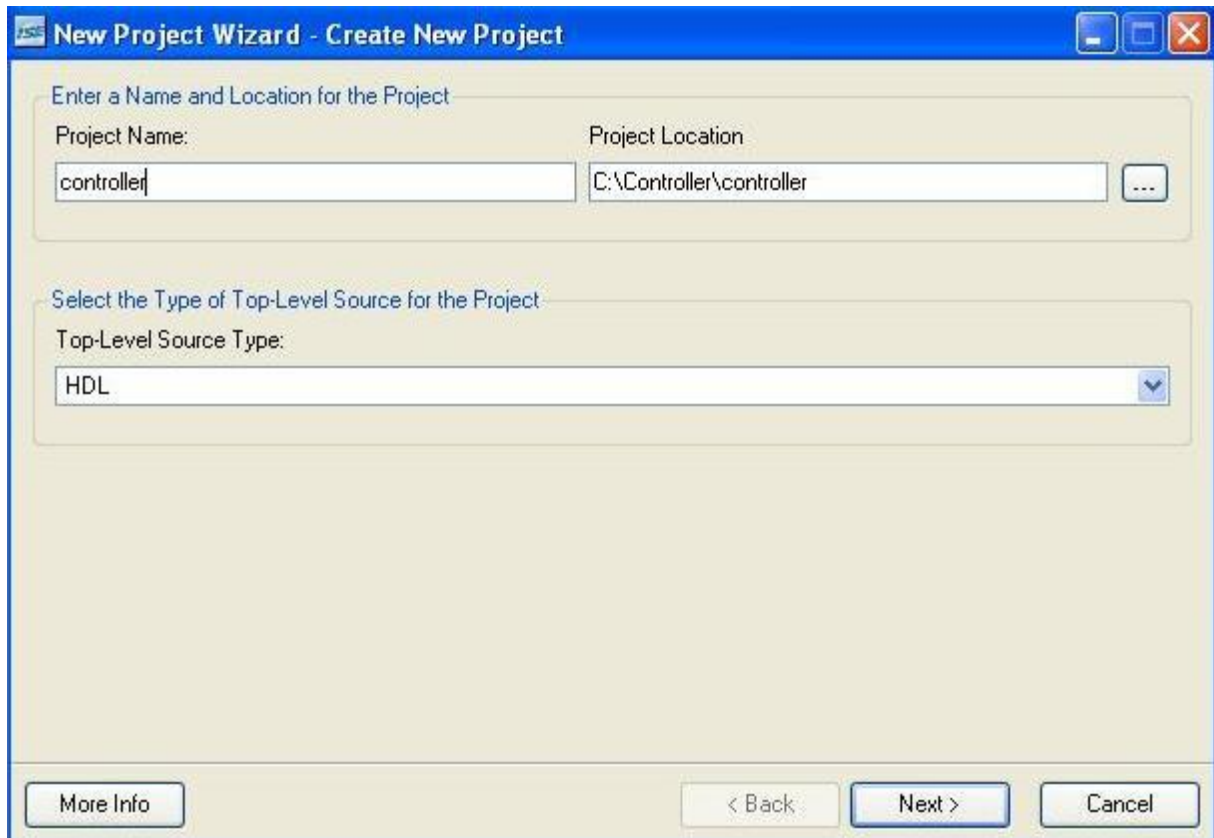 ISE New Project Wizard - Create New Project
Enter a Name and Location for the Project
Project Name: Project Location
controller C:\Controller\controller ...
Select the Type of Top-Level Source for the Project
Top-Level Source Type:
HDL
More Info < Back Next > Cancel